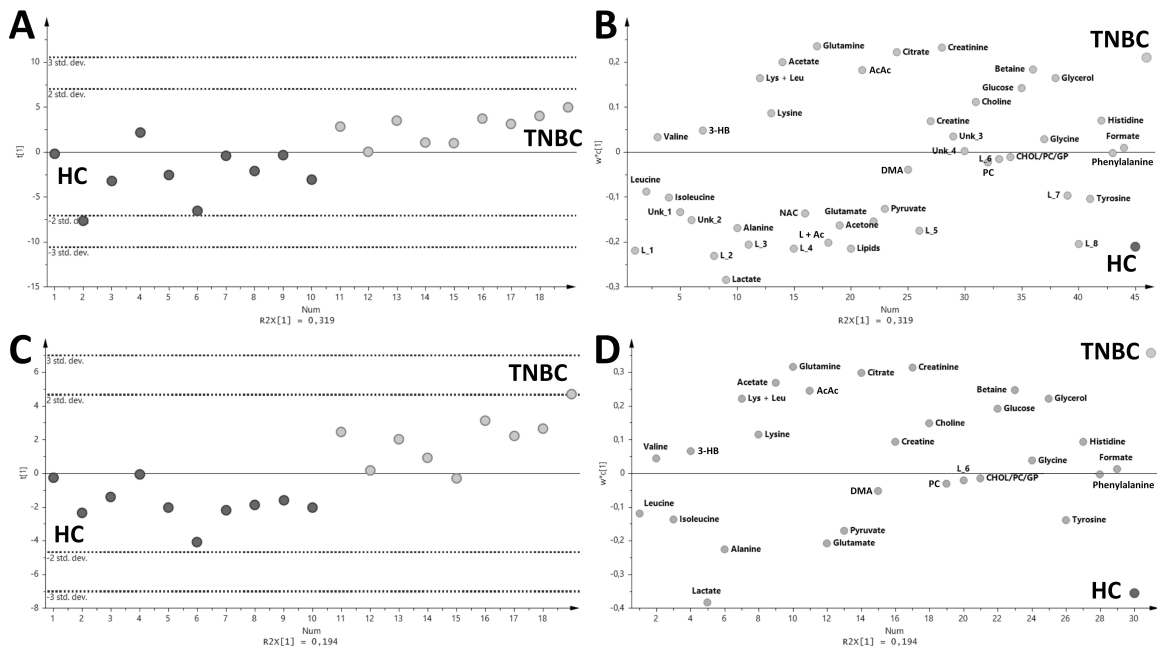 A
10
5
0
-5
-10
-15
t[1]
3 std. dev.
2 std. dev.
-2 std. dev.
-3 std. dev.
HC
TNBC
1 2 3 4 5 6 7 8 9 10 11 12 13 14 15 16 17 18
Num
R2X[1] = 0,319
B
0,2
0,1
0
-0,1
-0,2
-0,3
w*c[1]
TNBC
Glutamine
Citrate
Creatinine
Acetate
AcAc
Betaine
Lys + Leu
Glycerol
Glucose
Choline
Lysine
Creatine
Histidine
3-HB
Valine
Unk_3
Glycine
Formate
Unk_4
L_6
CHOL/PC/GP
PC
Phenylalanine
DMA
Leucine
Isoleucine
L_7
Tyrosine
Unk_1
Unk_2
NAC
Glutamate
Pyruvate
Alanine
Acetone
L + Ac
L_5
L_1
L_2
L_3
L_4
Lipids
L_8
HC
Lactate
5 10 15 20 25 30 35 40 45
Num
R2X[1] = 0,319
C
6
4
2
0
-2
-4
-6
-8
t[1]
3 std. dev.
2 std. dev.
-2 std. dev.
-3 std. dev.
TNBC
HC
1 2 3 4 5 6 7 8 9 10 11 12 13 14 15 16 17 18
Num
R2X[1] = 0,194
D
0,3
0,2
0,1
0
-0,1
-0,2
-0,3
-0,4
w*c[1]
TNBC
Glutamine
Citrate
Creatinine
Acetate
AcAc
Betaine
Lys + Leu
Glycerol
Glucose
Choline
Lysine
Creatine
Histidine
Valine
3-HB
Glycine
Formate
L_6
PC
CHOL/PC/GP
Phenylalanine
DMA
Leucine
Isoleucine
Tyrosine
Pyruvate
Glutamate
Alanine
Lactate
HC
2 4 6 8 10 12 14 16 18 20 22 24 26 28 30
Num
R2X[1] = 0,194